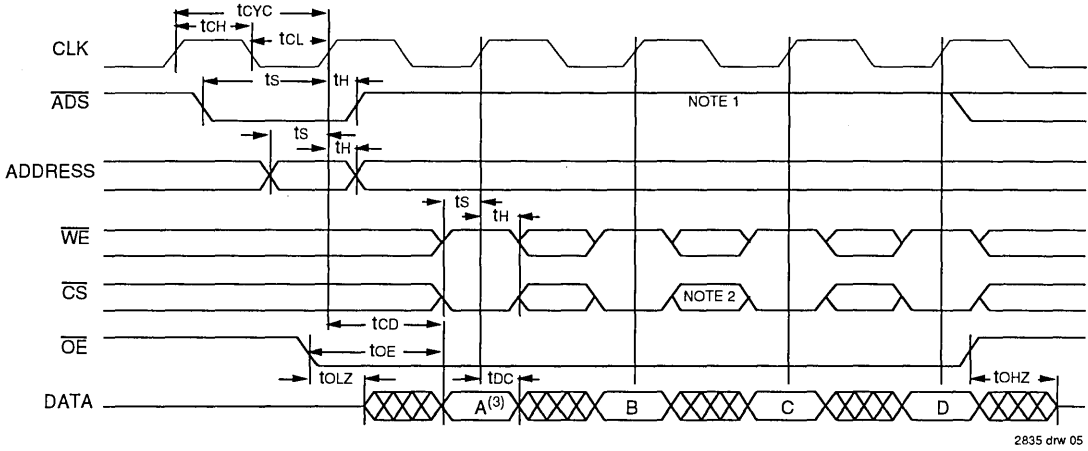 tCYC
tCH
tCL
CLK
tS
tH
ADS
NOTE 1
tS
tH
ADDRESS
tS
tH
WE
CS
NOTE 2
tCD
OE
tOE
tOLZ
tDC
tOHZ
DATA
A(3)
B
C
D
2835 drw 05